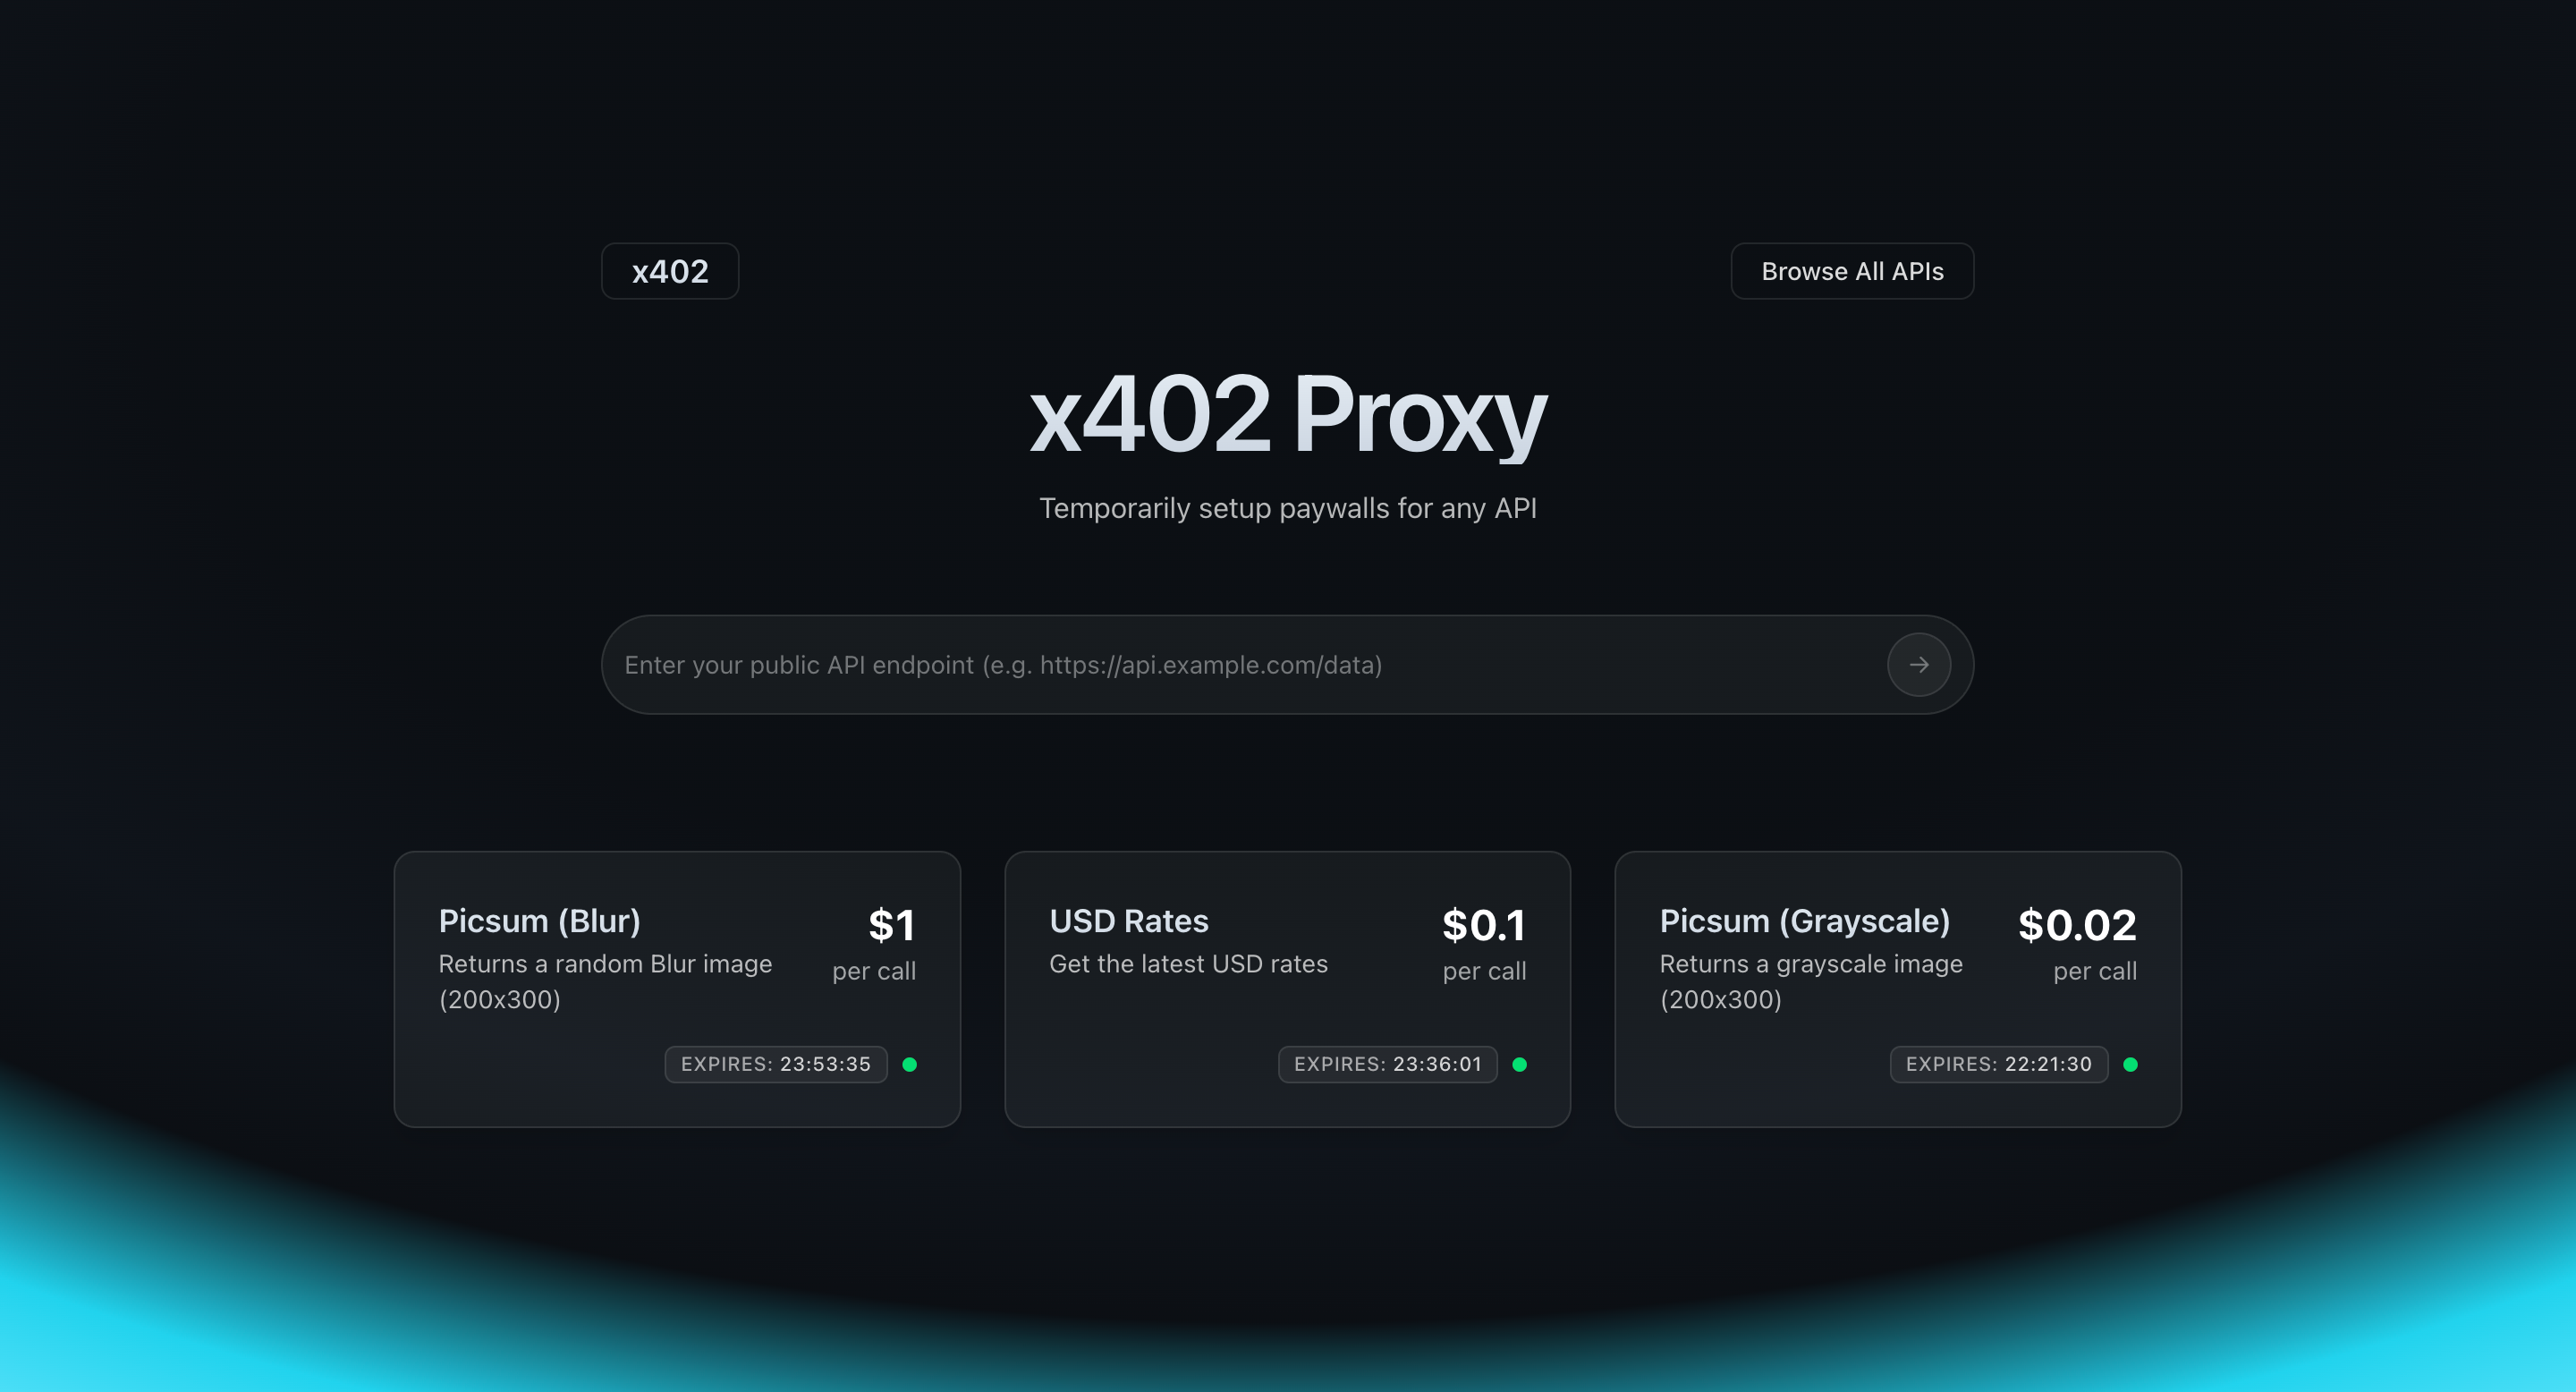 x402
Browse All APIs
x402 Proxy
Temporarily setup paywalls for any API
Enter your public API endpoint (e.g. https://api.example.com/data)
Picsum (Blur)
$1
Returns a random Blur image
(200x300)
per call
EXPIRES: 23:53:35
USD Rates
$0.1
Get the latest USD rates
per call
EXPIRES: 23:36:01
Picsum (Grayscale)
$0.02
Returns a grayscale image
(200x300)
per call
EXPIRES: 22:21:30